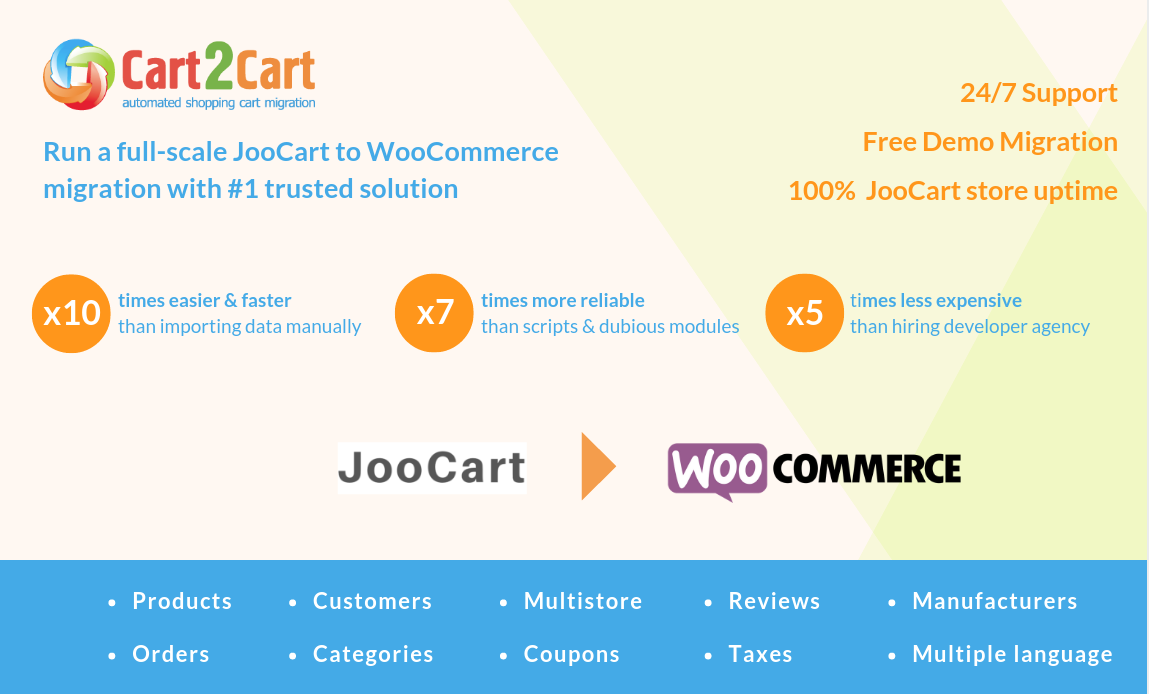 Cart2Cart
automated shopping cart migration
Run a full-scale JooCart to WooCommerce
migration with #1 trusted solution
24/7 Support
Free Demo Migration
100% JooCart store uptime
x10
times easier & faster
than importing data manually
x7
times more reliable
than scripts & dubious modules
x5
times less expensive
than hiring developer agency
JooCart
WOO COMMERCE
• Products
• Customers
• Multistore
• Reviews
• Manufacturers
• Orders
• Categories
• Coupons
• Taxes
• Multiple language